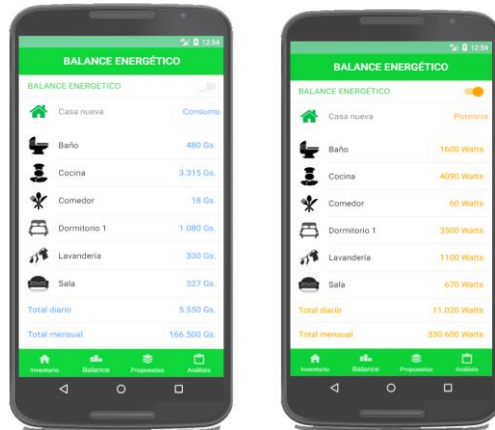 12:54
BALANCE ENERGÉTICO
BALANCE ENERGÉTICO
Casa nueva Consumo
Baño 480 Gs.
Cocina 3.315 Gs.
Comedor 18 Gs.
Dormitorio 1 1.080 Gs.
Lavandería 330 Gs.
Sala 327 Gs.
Total diario 5.550 Gs.
Total mensual 166.500 Gs.
Inventario Balance Propuestas Análisis
12:54
BALANCE ENERGÉTICO
BALANCE ENERGÉTICO
Casa nueva Potencia
Baño 1600 Watts
Cocina 4090 Watts
Comedor 60 Watts
Dormitorio 1 3500 Watts
Lavandería 1100 Watts
Sala 670 Watts
Total diario 11.020 Watts
Total mensual 330.600 Watts
Inventario Balance Propuestas Análisis